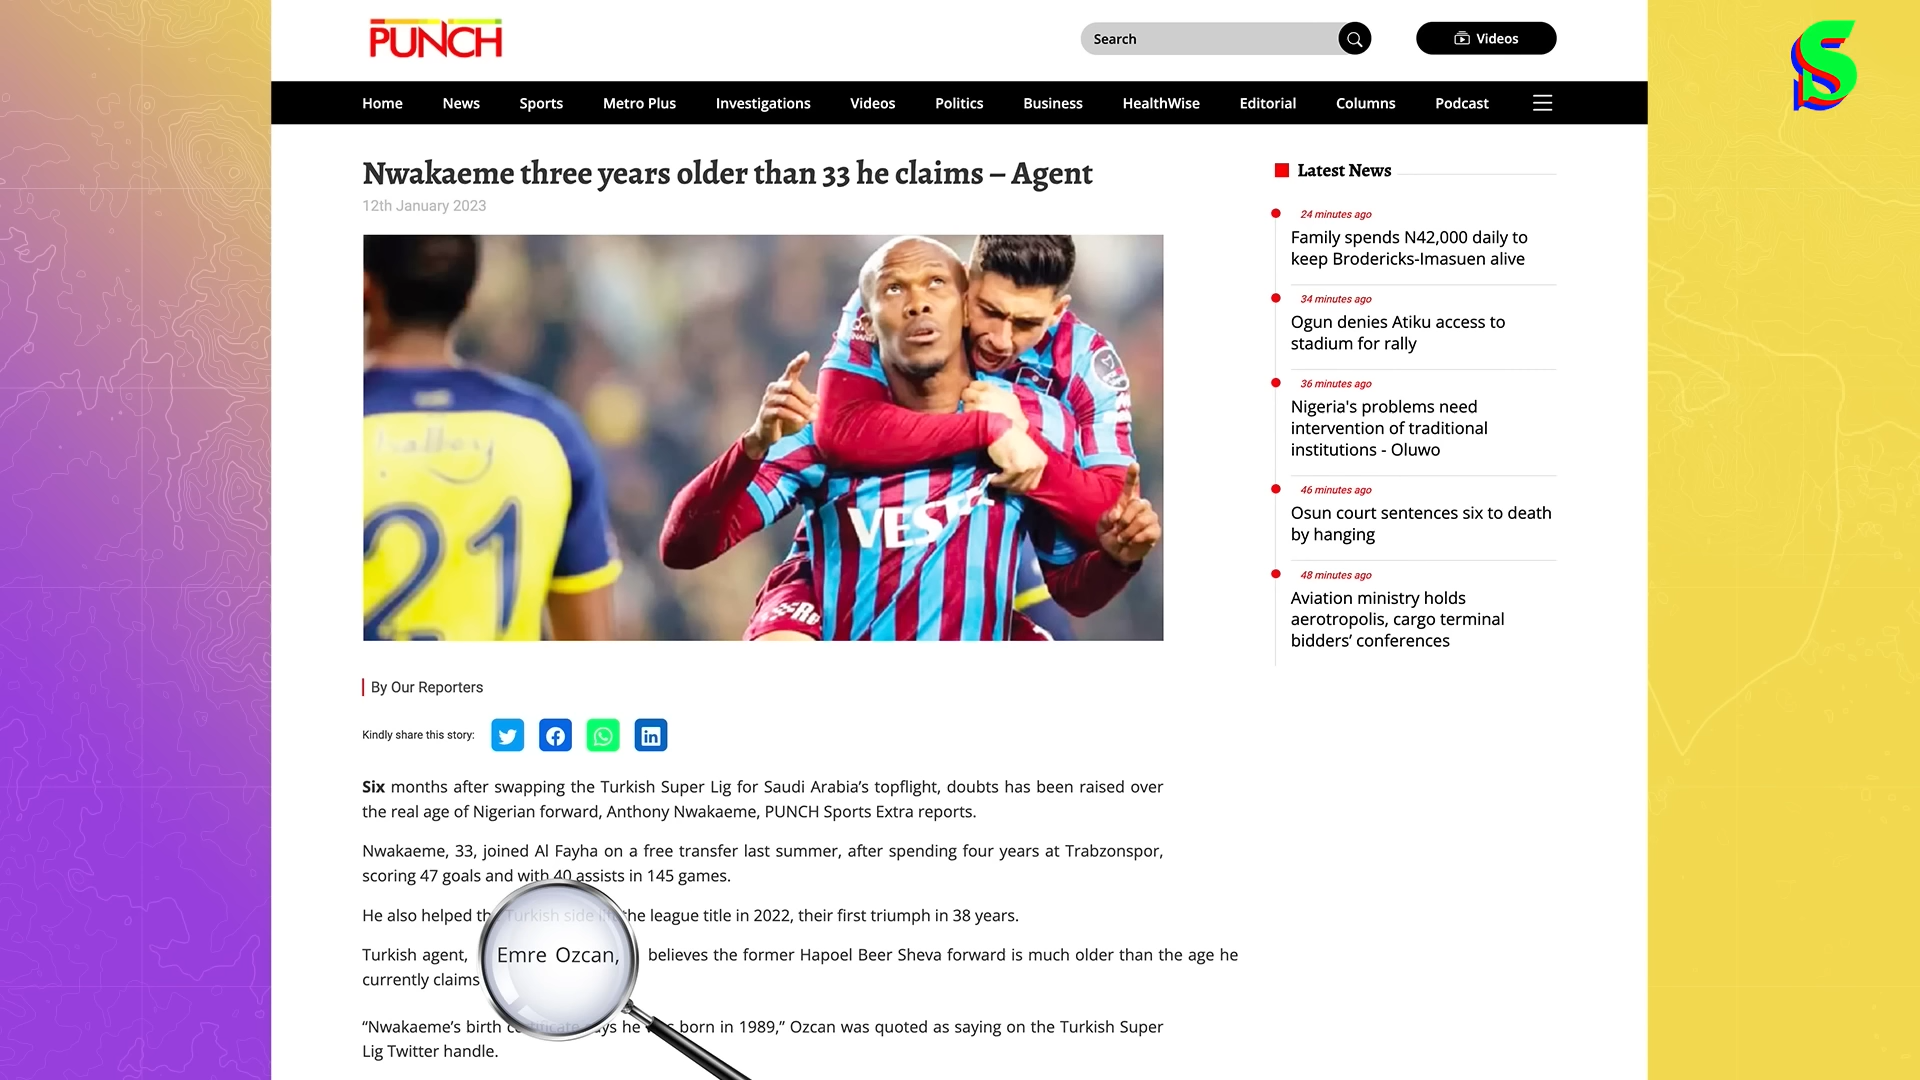 PUNCH
Search
Videos
Home News Sports Metro Plus Investigations Videos Politics Business HealthWise Editorial Columns Podcast
Nwakaeme three years older than 33 he claims – Agent
12th January 2023
21
VESTEL
By Our Reporters
Kindly share this story:
Six months after swapping the Turkish Super Lig for Saudi Arabia’s topflight, doubts has been raised over
the real age of Nigerian forward, Anthony Nwakaeme, PUNCH Sports Extra reports.
Nwakaeme, 33, joined Al Fayha on a free transfer last summer, after spending four years at Trabzonspor,
scoring 47 goals and with 40 assists in 145 games.
He also helped the Turkish side the league title in 2022, their first triumph in 38 years.
Turkish agent, Emre Ozcan, believes the former Hapoel Beer Sheva forward is much older than the age he
currently claims
“Nwakaeme’s birth certificate says he was born in 1989,” Ozcan was quoted as saying on the Turkish Super
Lig Twitter handle.
Latest News
24 minutes ago
Family spends N42,000 daily to
keep Brodericks-Imasuen alive
34 minutes ago
Ogun denies Atiku access to
stadium for rally
36 minutes ago
Nigeria's problems need
intervention of traditional
institutions - Oluwo
46 minutes ago
Osun court sentences six to death
by hanging
48 minutes ago
Aviation ministry holds
aerotropolis, cargo terminal
bidders’ conferences
S